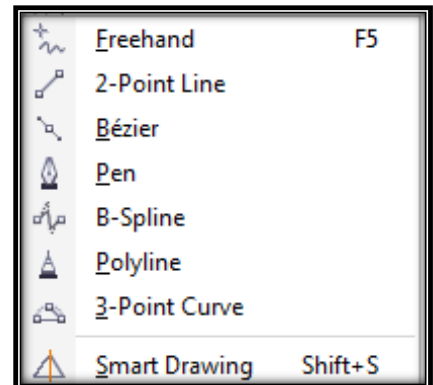 Freehand F5
2-Point Line
Bézier
Pen
B-Spline
Polyline
3-Point Curve
Smart Drawing Shift+S